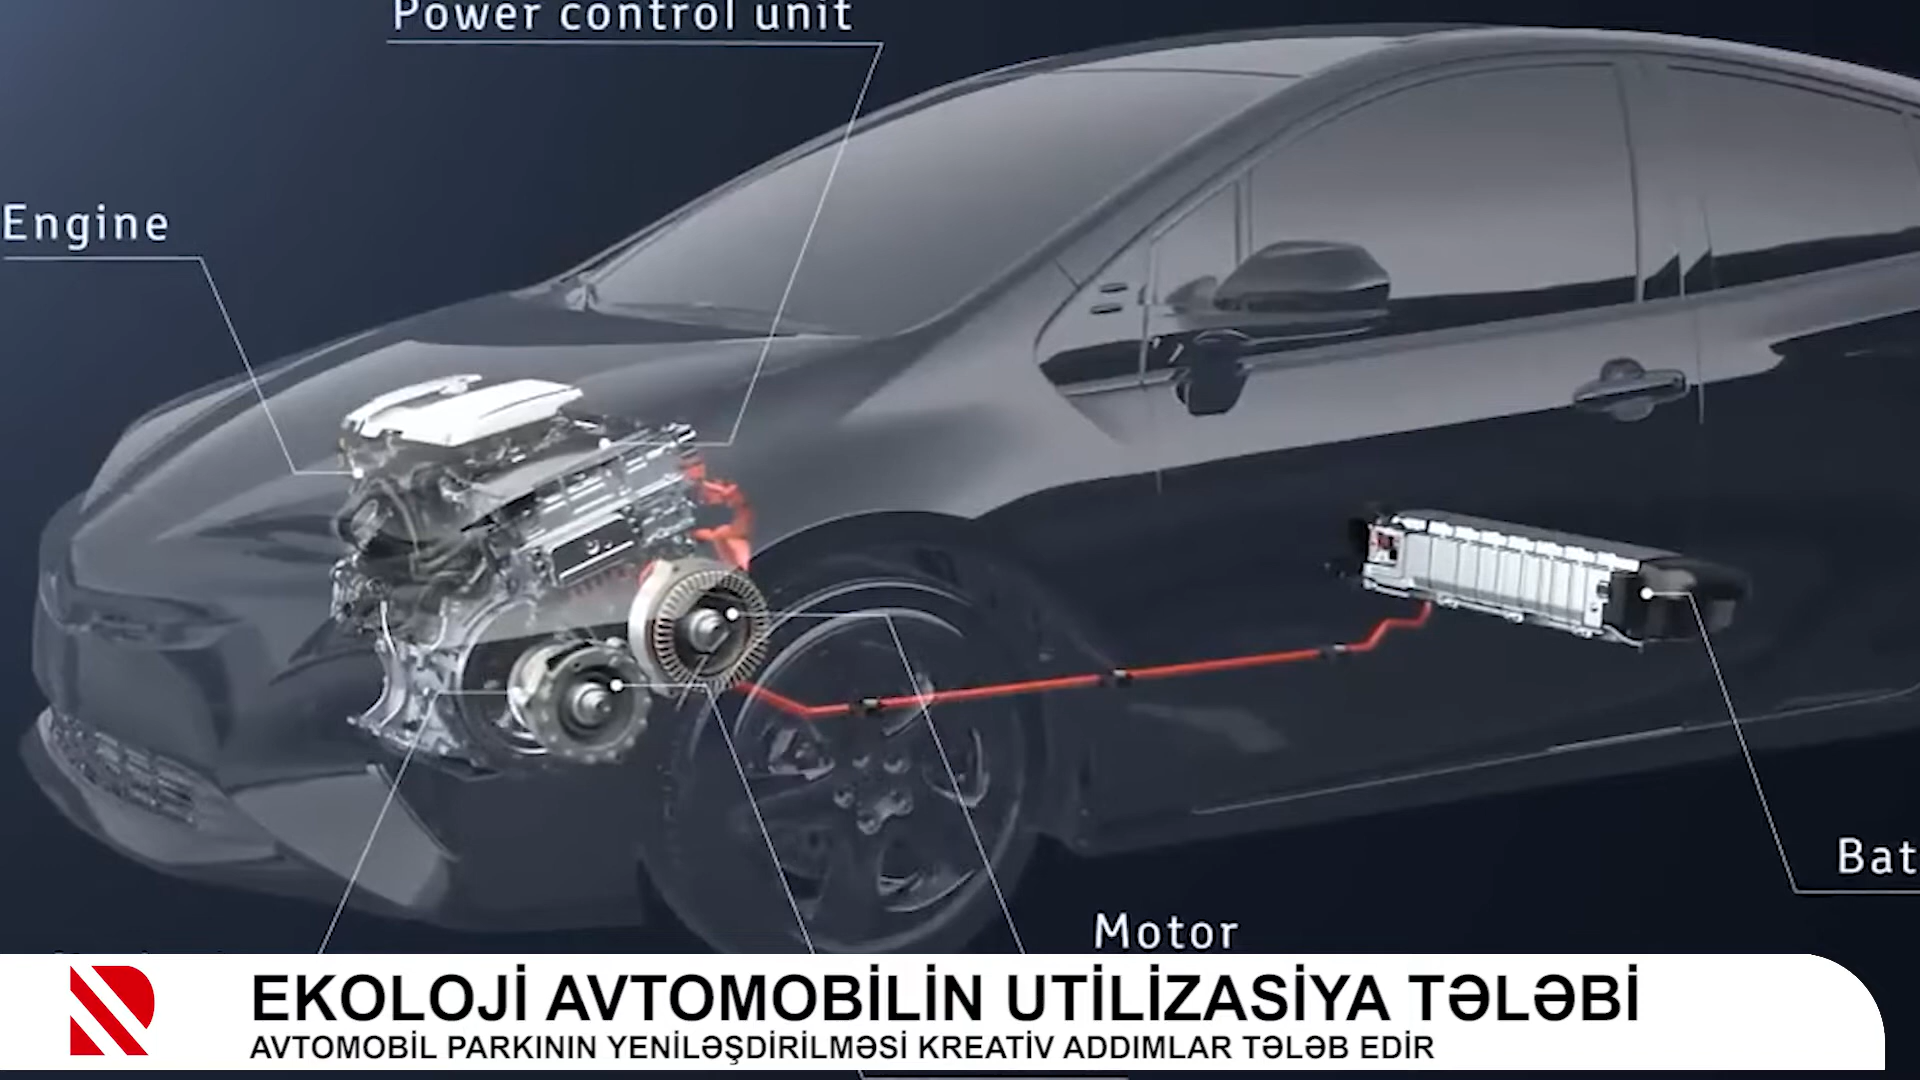 Power control unit
Engine
Bat
Motor
EKOLOJİ AVTOMOBİLİN UTİLİZASİYA TƏLƏBİ
AVTOMOBİL PARKININ YENİLƏŞDİRİLMƏSİ KREATİV ADDIMLAR TƏLƏB EDİR